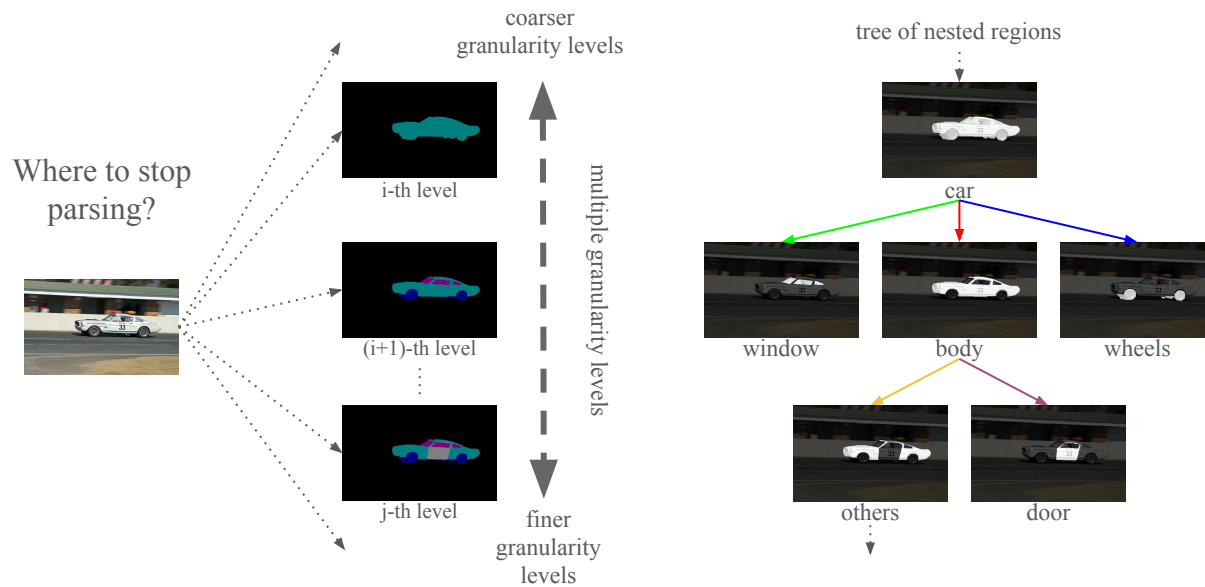 coarser
granularity levels
tree of nested regions
Where to stop
parsing?
i-th level
car
multiple granularity levels
33
(i+1)-th level
window
body
wheels
j-th level
others
door
finer
granularity
levels